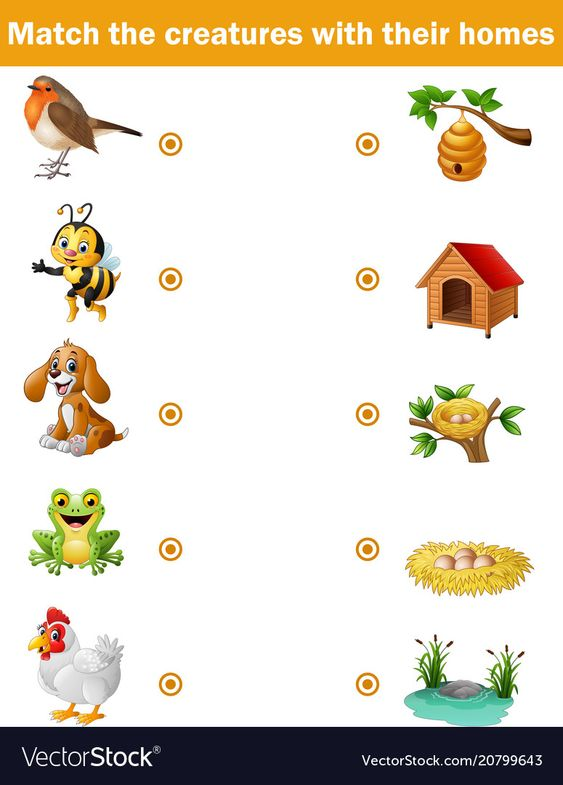 Match the creatures with their homes
VectorStock®
VectorStock.com/20799643